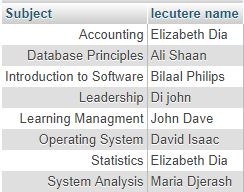 Subject lecutere name
Accounting Elizabeth Dia
Database Principles Ali Shaan
Introduction to Software Bilaal Philips
Leadership Di john
Learning Managment John Dave
Operating System David Isaac
Statistics Elizabeth Dia
System Analysis Maria Djerash